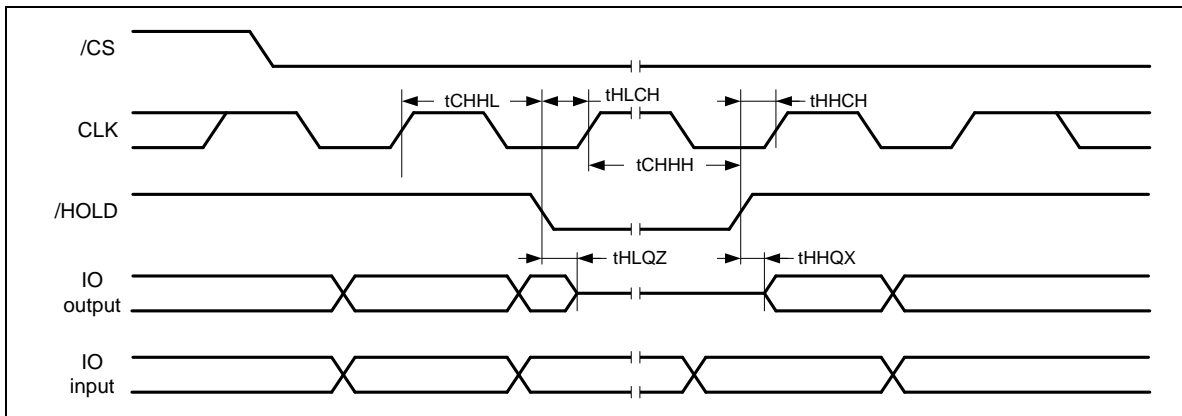 /CS
tCHHL
tHLCH
tHHCH
CLK
tCHHH
/HOLD
tHLQZ
tHHQX
IO
output
IO
input